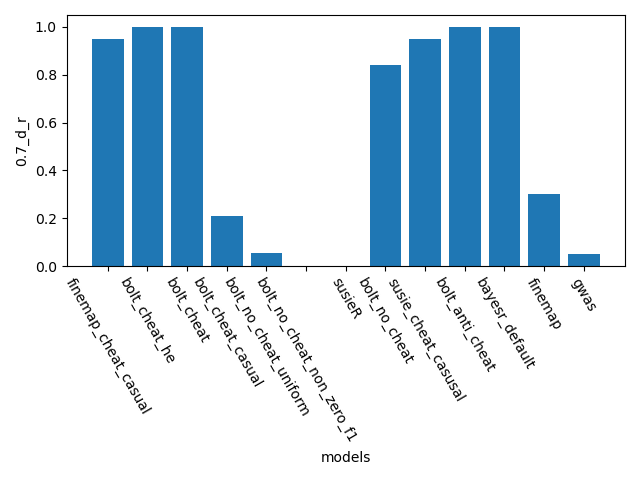 1.0
0.8
0.6
0.4
0.2
0.0
0.7_d_r
finemap_cheat_casual
bolt_cheat_he
bolt_cheat
bolt_cheat_casual
bolt_no_cheat_uniform
bolt_no_cheat_non_zero_f1
susieR
bolt_no_cheat
susie_cheat_casusal
bolt_anti_cheat
bayesr_default
finemap
gwas
models